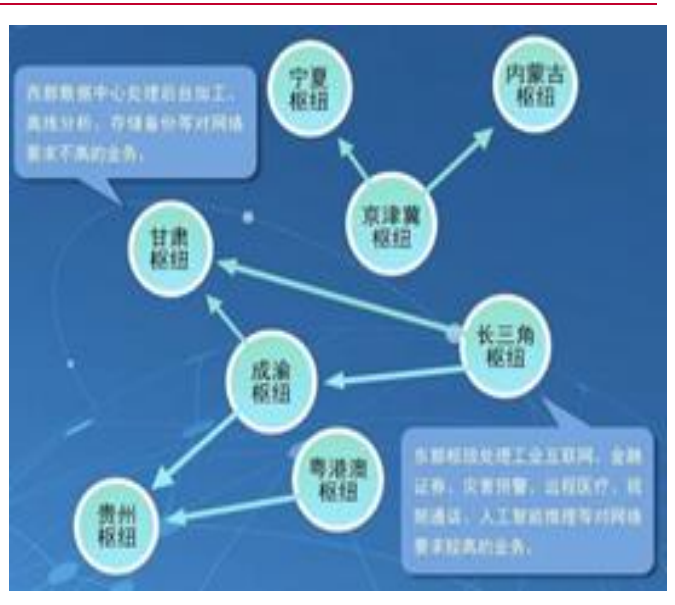 宁夏
枢纽
内蒙古
枢纽
西部数据中心处理后台加工、
离线分析、存储备份等对网络
要求不高的业务。
京津冀
枢纽
甘肃
枢纽
长三角
枢纽
成渝
枢纽
粤港澳
枢纽
东部枢纽处理工业互联网、金融
证券、灾害预警、远程医疗、视
频通话、人工智能推理等对网络
要求较高的业务。
贵州
枢纽